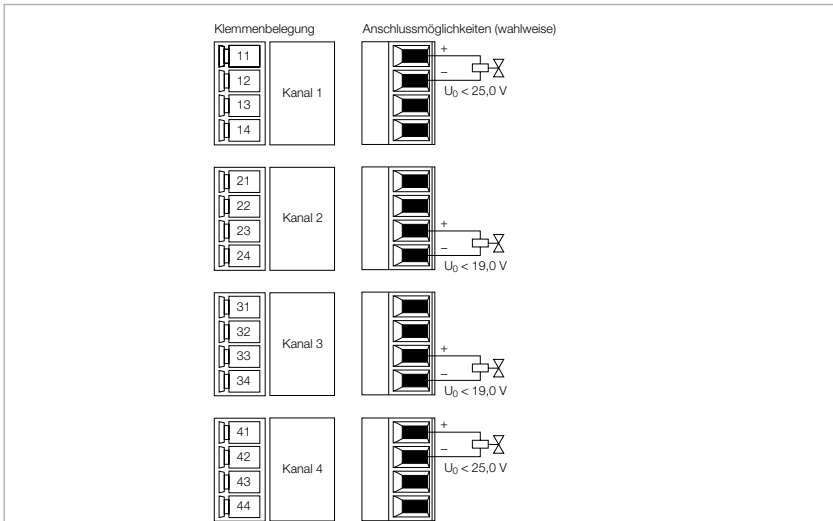 Klemmenbelegung Anschlussmöglichkeiten (wahlweise)
11
12
13
14
Kanal 1
+
–
U₀ < 25,0 V
21
22
23
24
Kanal 2
+
–
U₀ < 19,0 V
31
32
33
34
Kanal 3
+
–
U₀ < 19,0 V
41
42
43
44
Kanal 4
+
–
U₀ < 25,0 V